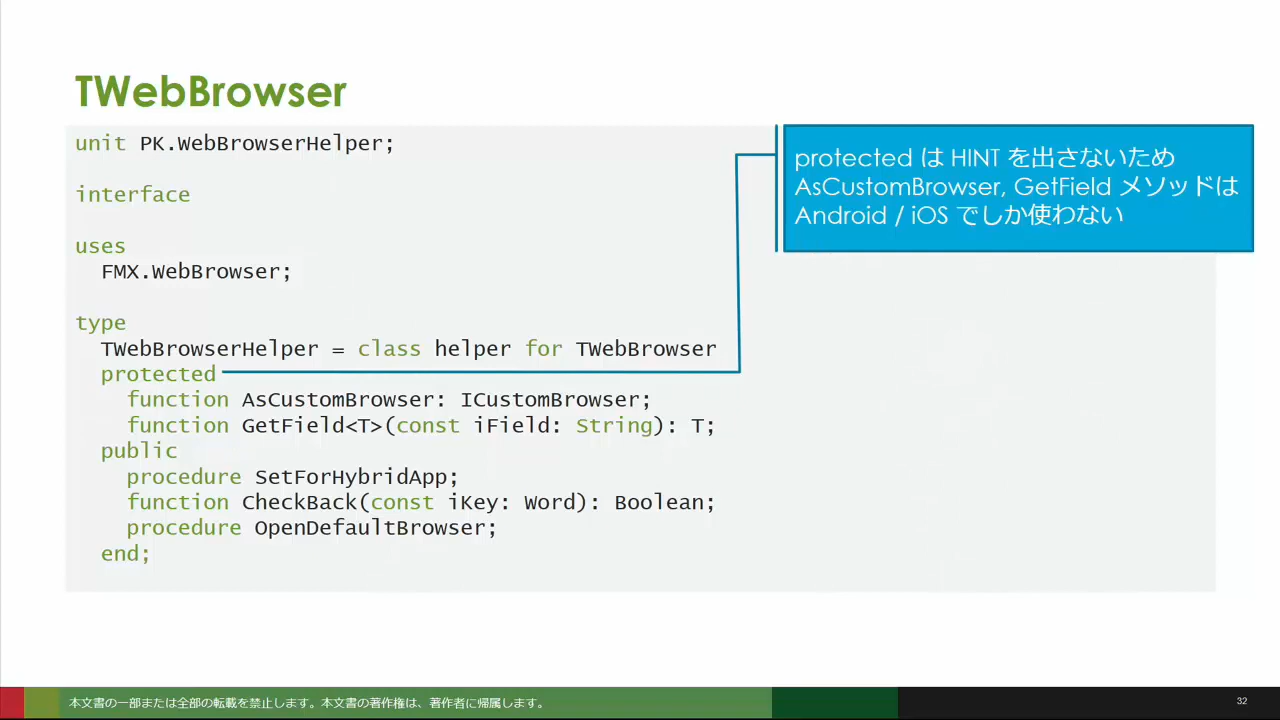 TWebBrowser
unit PK.WebBrowserHelper;
interface
uses
FMX.WebBrowser;
type
TWebBrowserHelper = class helper for TWebBrowser
protected
function AsCustomBrowser: ICustomBrowser;
function GetField<T>(const iField: String): T;
public
procedure SetForHybridApp;
function CheckBack(const iKey: Word): Boolean;
procedure OpenDefaultBrowser;
end;
protected は HINT を出さないため
AsCustomBrowser, GetField メソッドは
Android / iOS でしか使わない
本文書の一部または全部の転載を禁止します。本文書の著作権は、著作者に帰属します。
32